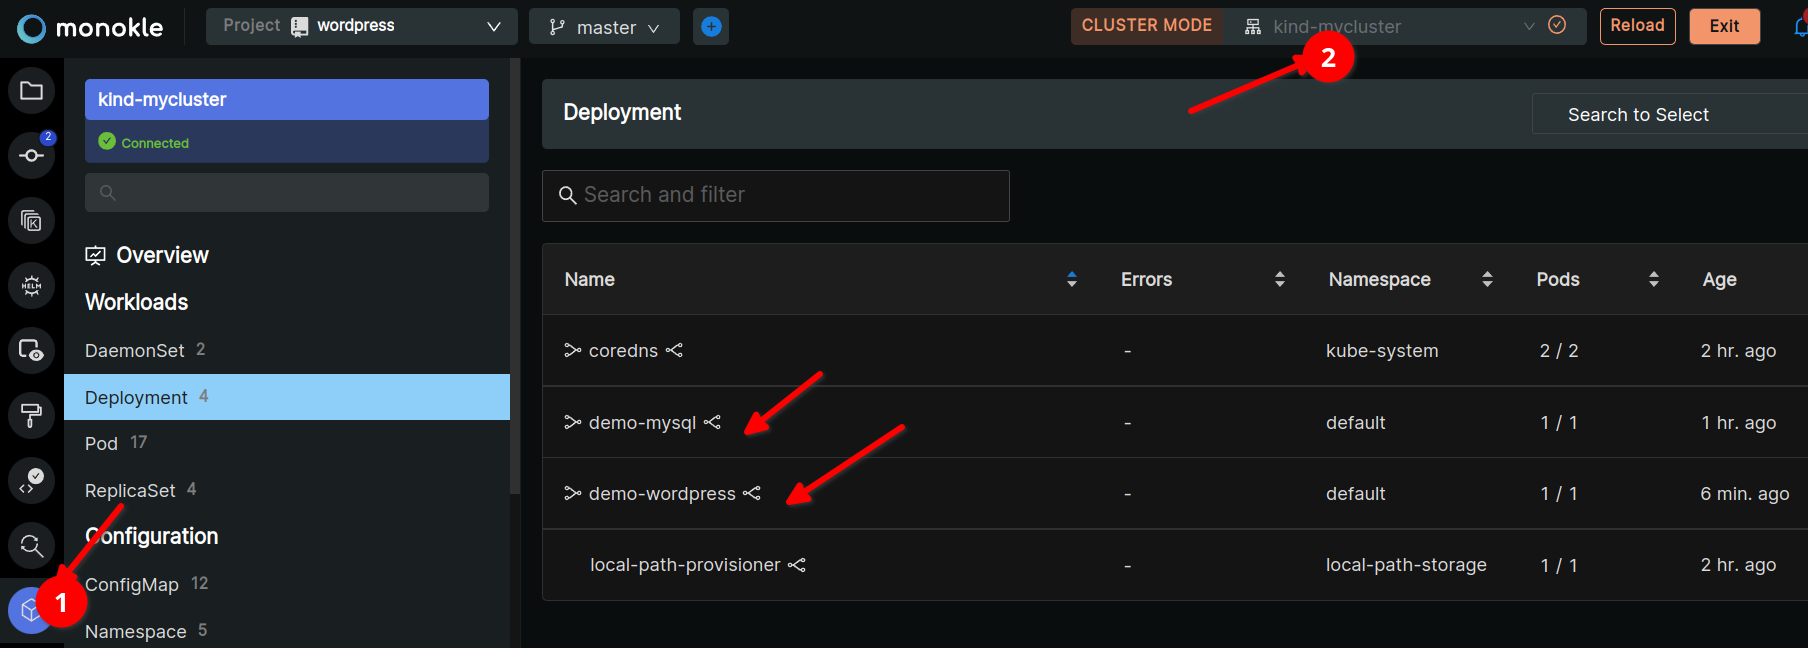 monokle Project wordpress master CLUSTER MODE kind-mycluster Reload Exit
2
kind-mycluster
Connected
2
HELM
Overview
Workloads
DaemonSet 2
Deployment 4
Pod 17
ReplicaSet 4
Configuration
ConfigMap 12
1
Namespace 5
Deployment Search to Select
Search and filter
Name Errors Namespace Pods Age
coredns - kube-system 2 / 2 2 hr. ago
demo-mysql - default 1 / 1 1 hr. ago
demo-wordpress - default 1 / 1 6 min. ago
local-path-provisioner - local-path-storage 1 / 1 2 hr. ago